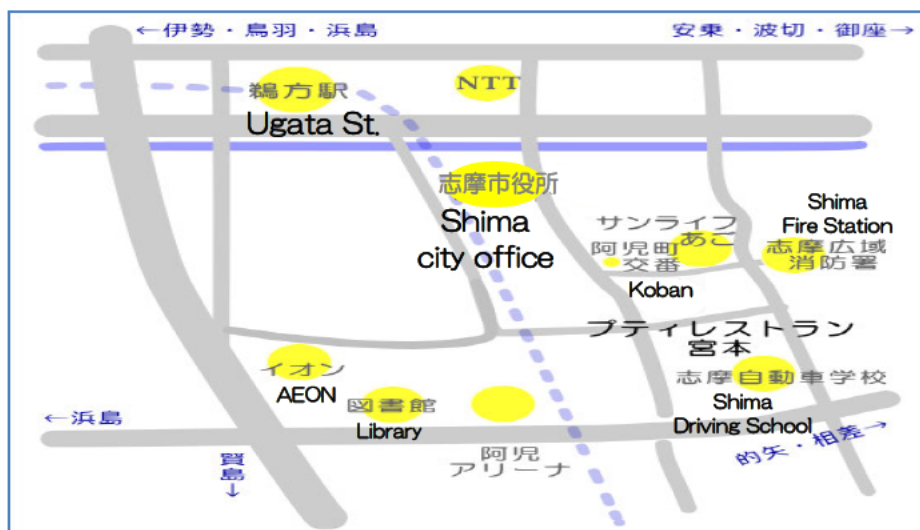 ←伊勢・鳥羽・浜島
安乗・波切・御座→
鵜方駅
Ugata St.
NTT
志摩市役所
Shima
city office
サンライフ
あご
阿児町
交番
Koban
Shima
Fire Station
志摩広域
消防署
プティレストラン
宮本
イオン
AEON
図書館
Library
志摩自動車学校
Shima
Driving School
←浜島
賢島↓
阿児
アリーナ
的矢・相差→